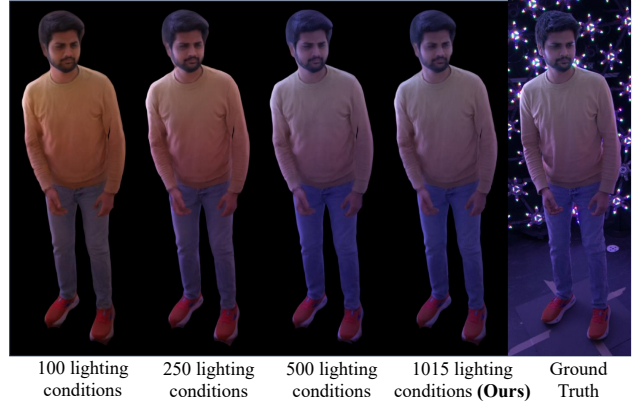 100 lighting conditions
250 lighting conditions
500 lighting conditions
1015 lighting conditions (Ours)
Ground Truth